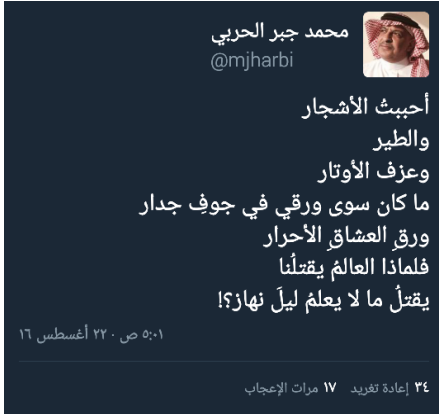 محمد جبر الحربي
@mjharbi
أحببتُ الأشجار
والطير
وعزف الأوتار
ما كان سوى ورقي في جوفِ جدار
ورقِ العشاقِ الأحرار
فلماذا العالمُ يقتلُنا
يقتلُ ما لا يعلمُ ليلَ نهاز؟!
٥:٠١ ص · ٢٢ أغسطس ١٦
٣٤ إعادة تغريد ١٧ مرات الإعجاب